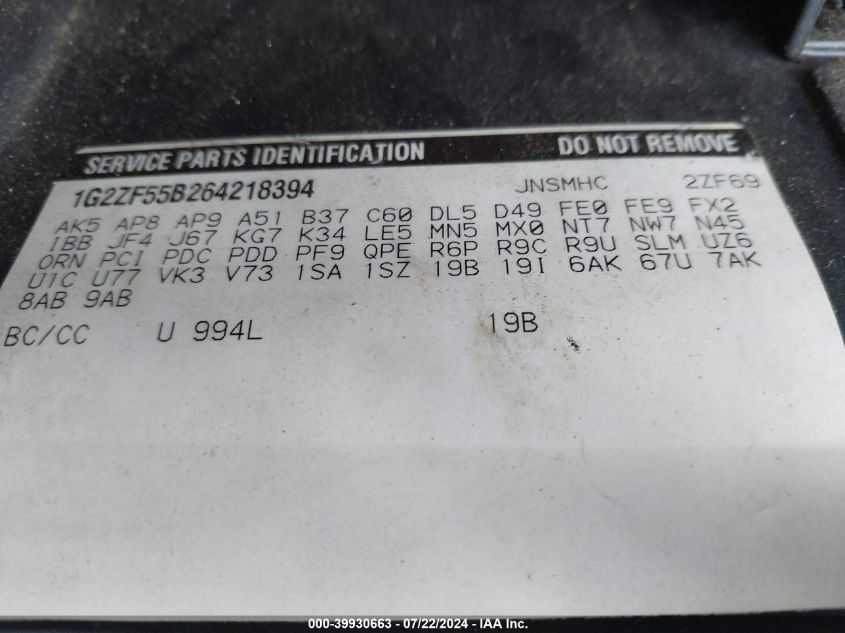 SERVICE PARTS IDENTIFICATION DO NOT REMOVE
1G2ZF55B264218394 JNSMHC 2ZF69
AK5 AP8 AP9 A51 B37 C60 DL5 D49 FE0 FE9 FX2
IBB JF4 J67 KG7 K34 LE5 MN5 MX0 NT7 NW7 N45
ORN PCI PDC PDD PF9 QPE R6P R9C R9U SLM UZ6
U1C U77 VK3 V73 1SA 1SZ 19B 19I 6AK 67U 7AK
8AB 9AB
BC/CC U 994L 19B
000-39930663 - 07/22/2024 - IAA Inc.